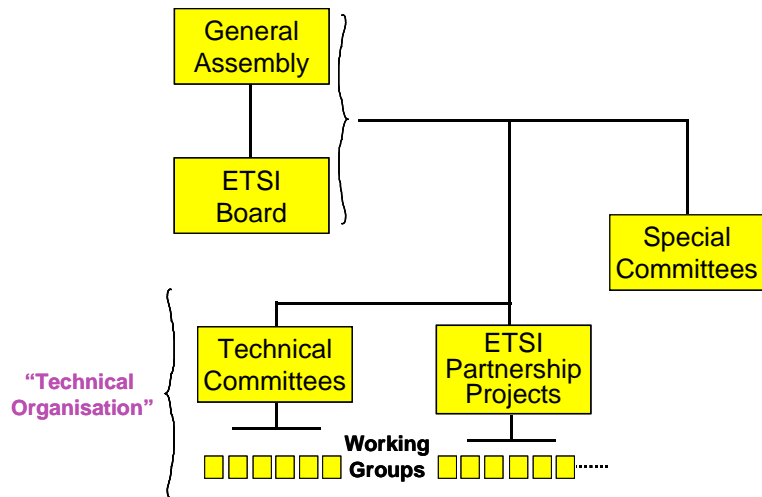 General
Assembly
ETSI
Board
Special
Committees
Technical
Committees
ETSI
Partnership
Projects
“Technical
Organisation”
Working
Groups